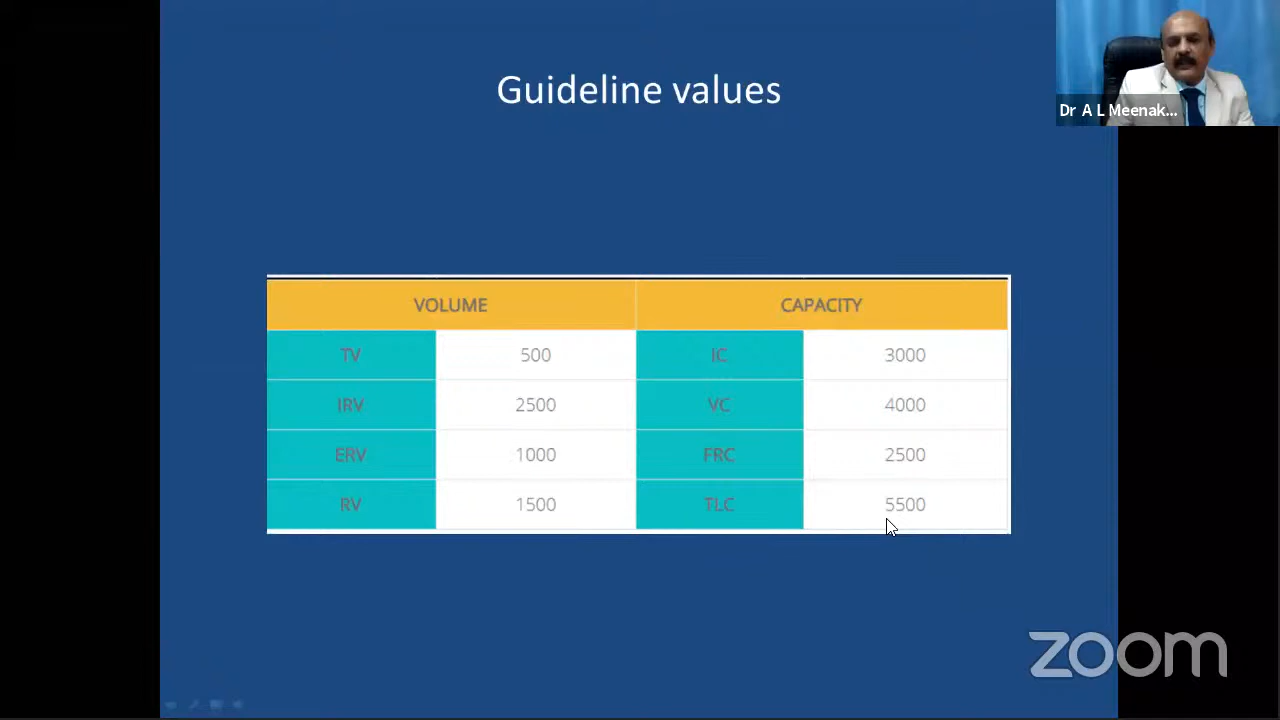 Guideline values
Dr A L Meenak...
VOLUME CAPACITY
TV 500 IC 3000
IRV 2500 VC 4000
ERV 1000 FRC 2500
RV 1500 TLC 5500
zoom